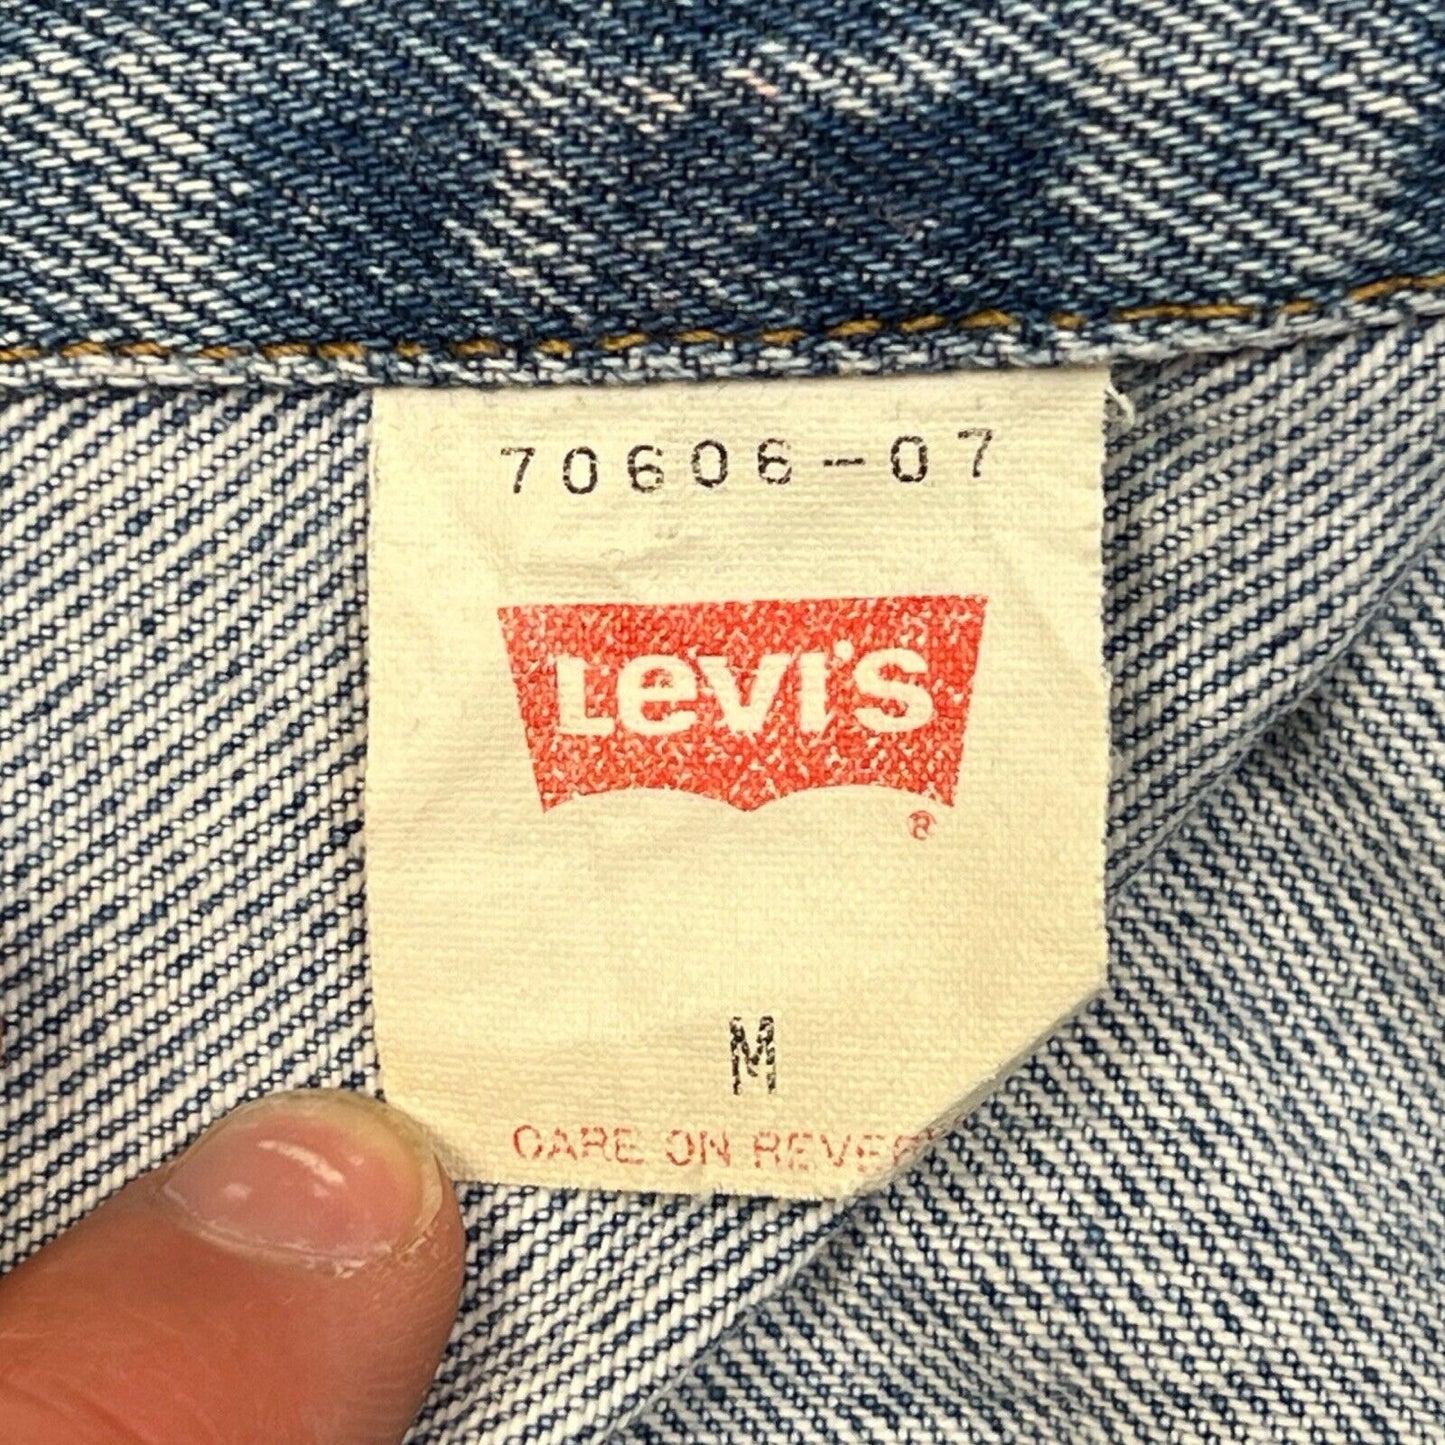 70606-07
Levi's
®
M
CARE ON